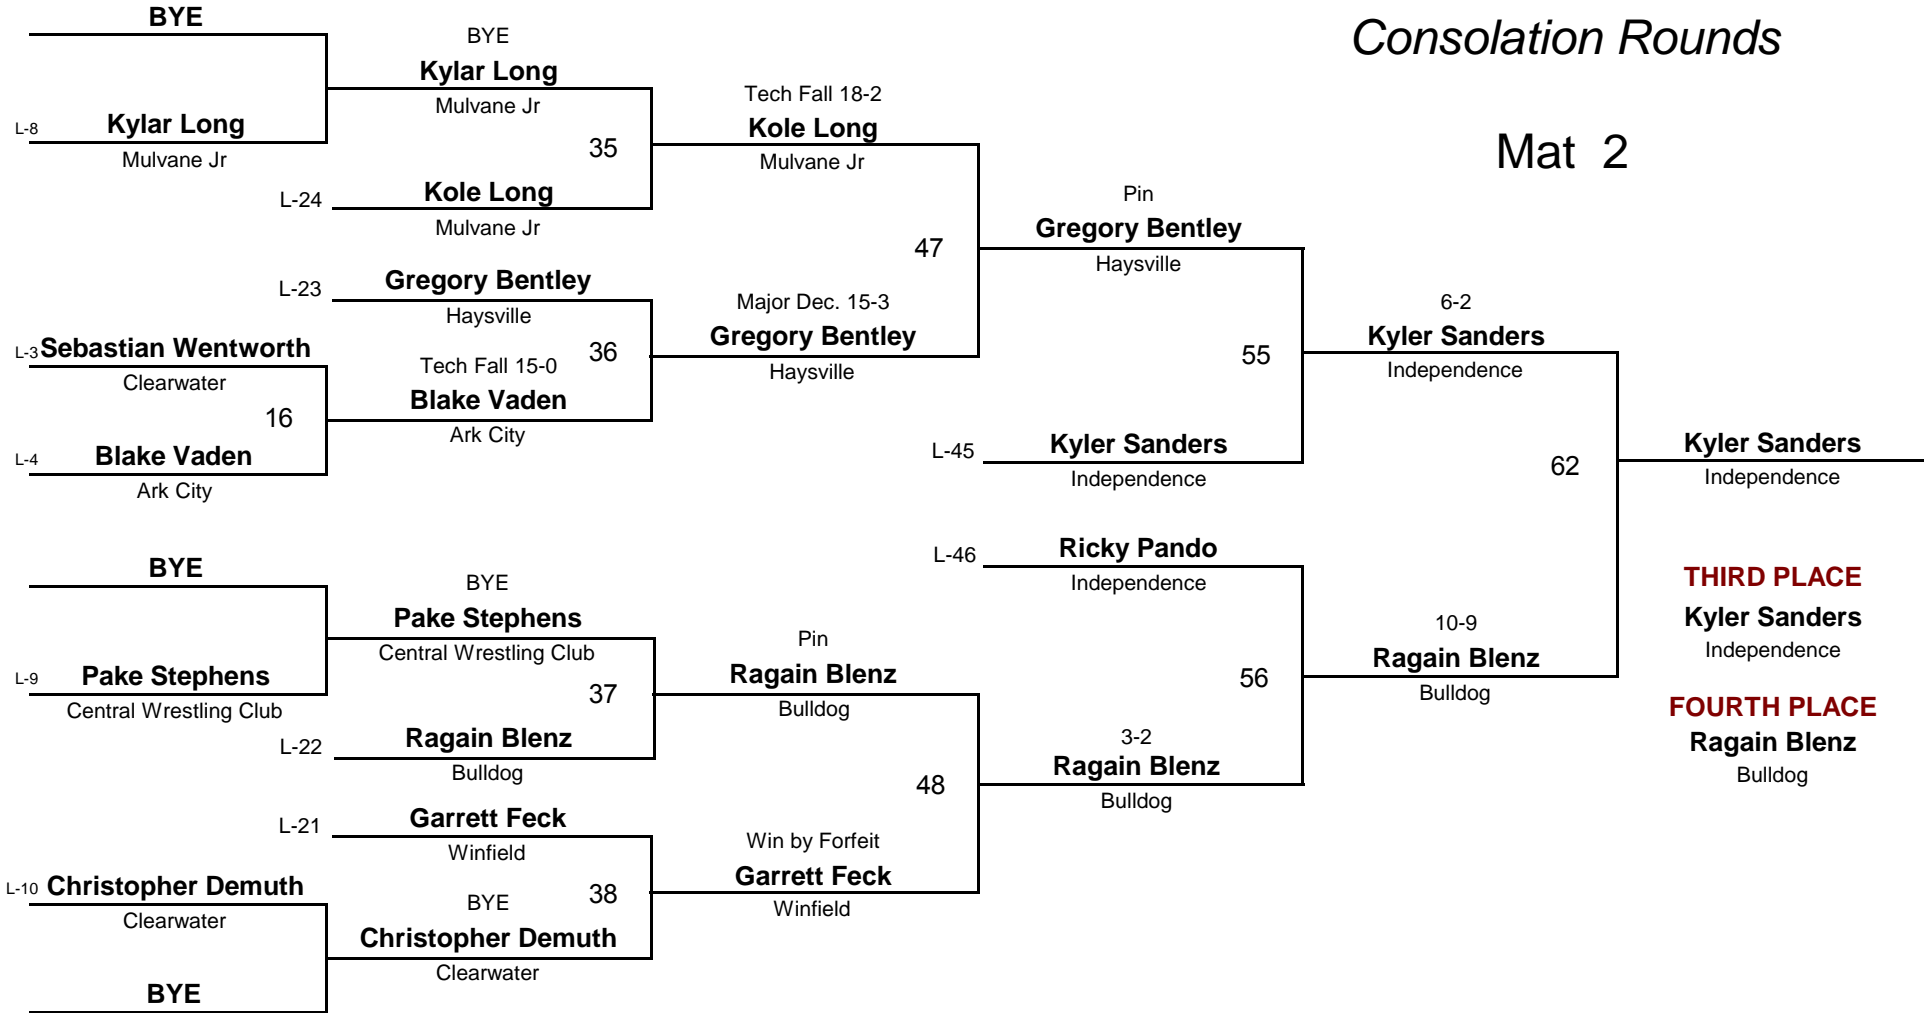 Consolation Rounds
Mat 2
BYE
L-8 Kylar Long
Mulvane Jr
L-3 Sebastian Wentworth
Clearwater
16
L-4 Blake Vaden
Ark City
BYE
L-9 Pake Stephens
Central Wrestling Club
L-10 Christopher Demuth
Clearwater
BYE
BYE
Kylar Long
Mulvane Jr
35
L-24 Kole Long
Mulvane Jr
L-23 Gregory Bentley
Haysville
36
Tech Fall 15-0
Blake Vaden
Ark City
BYE
Pake Stephens
Central Wrestling Club
37
L-22 Ragain Blenz
Bulldog
L-21 Garrett Feck
Winfield
38
BYE
Christopher Demuth
Clearwater
Tech Fall 18-2
Kole Long
Mulvane Jr
47
Major Dec. 15-3
Gregory Bentley
Haysville
Pin
Ragain Blenz
Bulldog
48
Win by Forfeit
Garrett Feck
Winfield
Pin
Gregory Bentley
Haysville
55
L-45 Kyler Sanders
Independence
L-46 Ricky Pando
Independence
56
3-2
Ragain Blenz
Bulldog
6-2
Kyler Sanders
Independence
62
10-9
Ragain Blenz
Bulldog
Kyler Sanders
Independence
THIRD PLACE
Kyler Sanders
Independence
FOURTH PLACE
Ragain Blenz
Bulldog